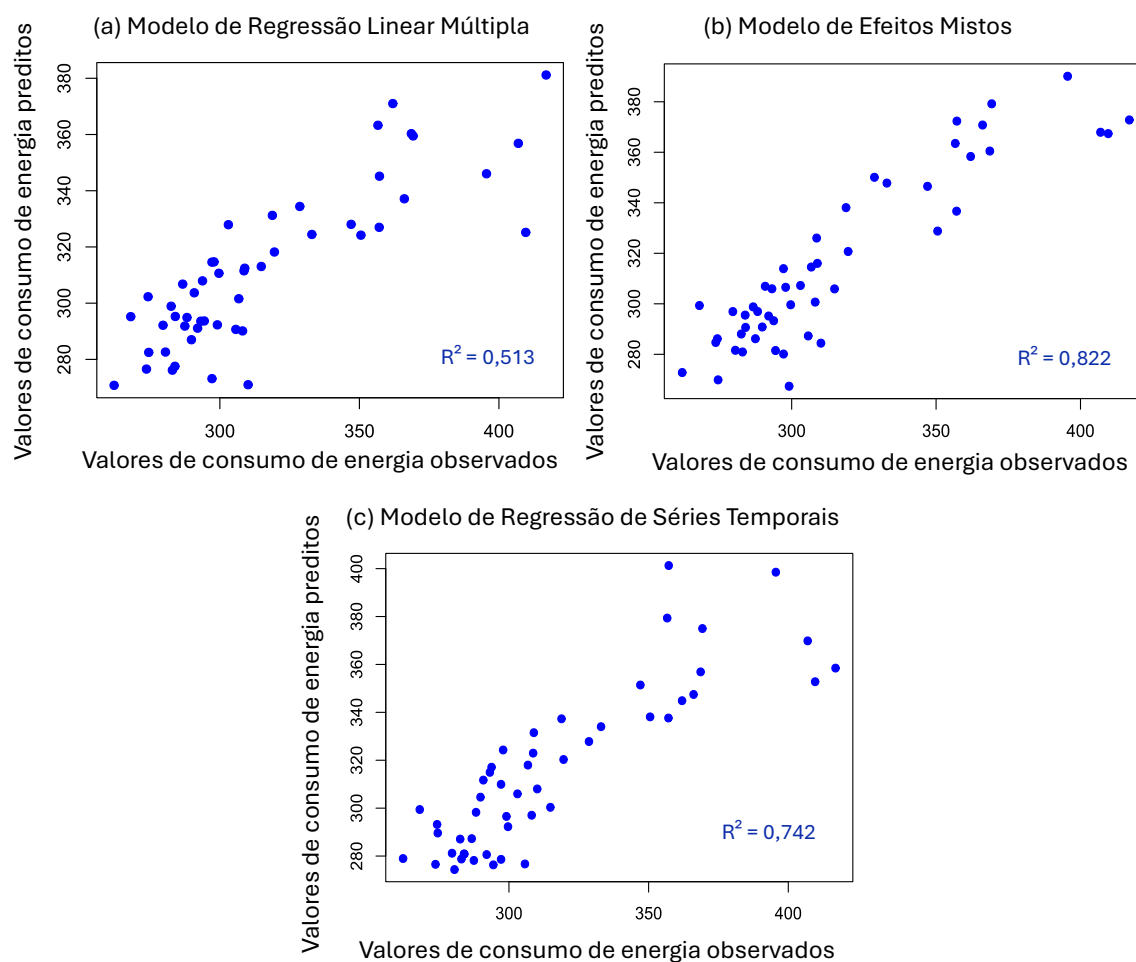 (a) Modelo de Regressão Linear Múltipla
Valores de consumo de energia preditos
380
360
340
320
300
280
R² = 0,513
300 350 400
Valores de consumo de energia observados
(b) Modelo de Efeitos Mistos
Valores de consumo de energia preditos
400
380
360
340
320
300
280
R² = 0,822
300 350 400
Valores de consumo de energia observados
(c) Modelo de Regressão de Séries Temporais
Valores de consumo de energia preditos
400
380
360
340
320
300
280
R² = 0,742
300 350 400
Valores de consumo de energia observados